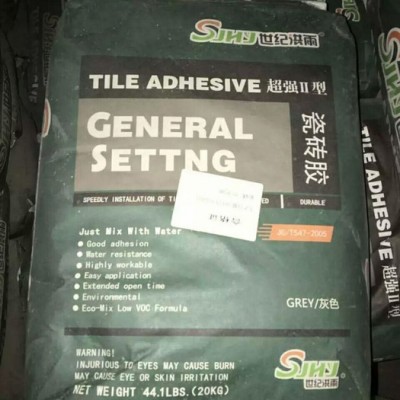 SJHY 世纪洪雨
TILE ADHESIVE 超强II型
GENERAL
SETTNG
瓷砖胶
SPEEDLY INSTALLATION OF TI
DURABLE
JC/T547-2005
Just Mix With Water
Good adhesion
Water resistance
Highly workable
Easy application
Extended open time
Environmental
Eco-Mix Low VOC Formula
GREY/灰色
WARNING!
INJURIOUS TO EYES MAY CAUSE BURN
MAY CAUSE EYE OR SKIN IRRITATION
NET WEIGHT 44.1LBS.(20KG)
SJHY
世纪洪雨
TILE ADHESIVE